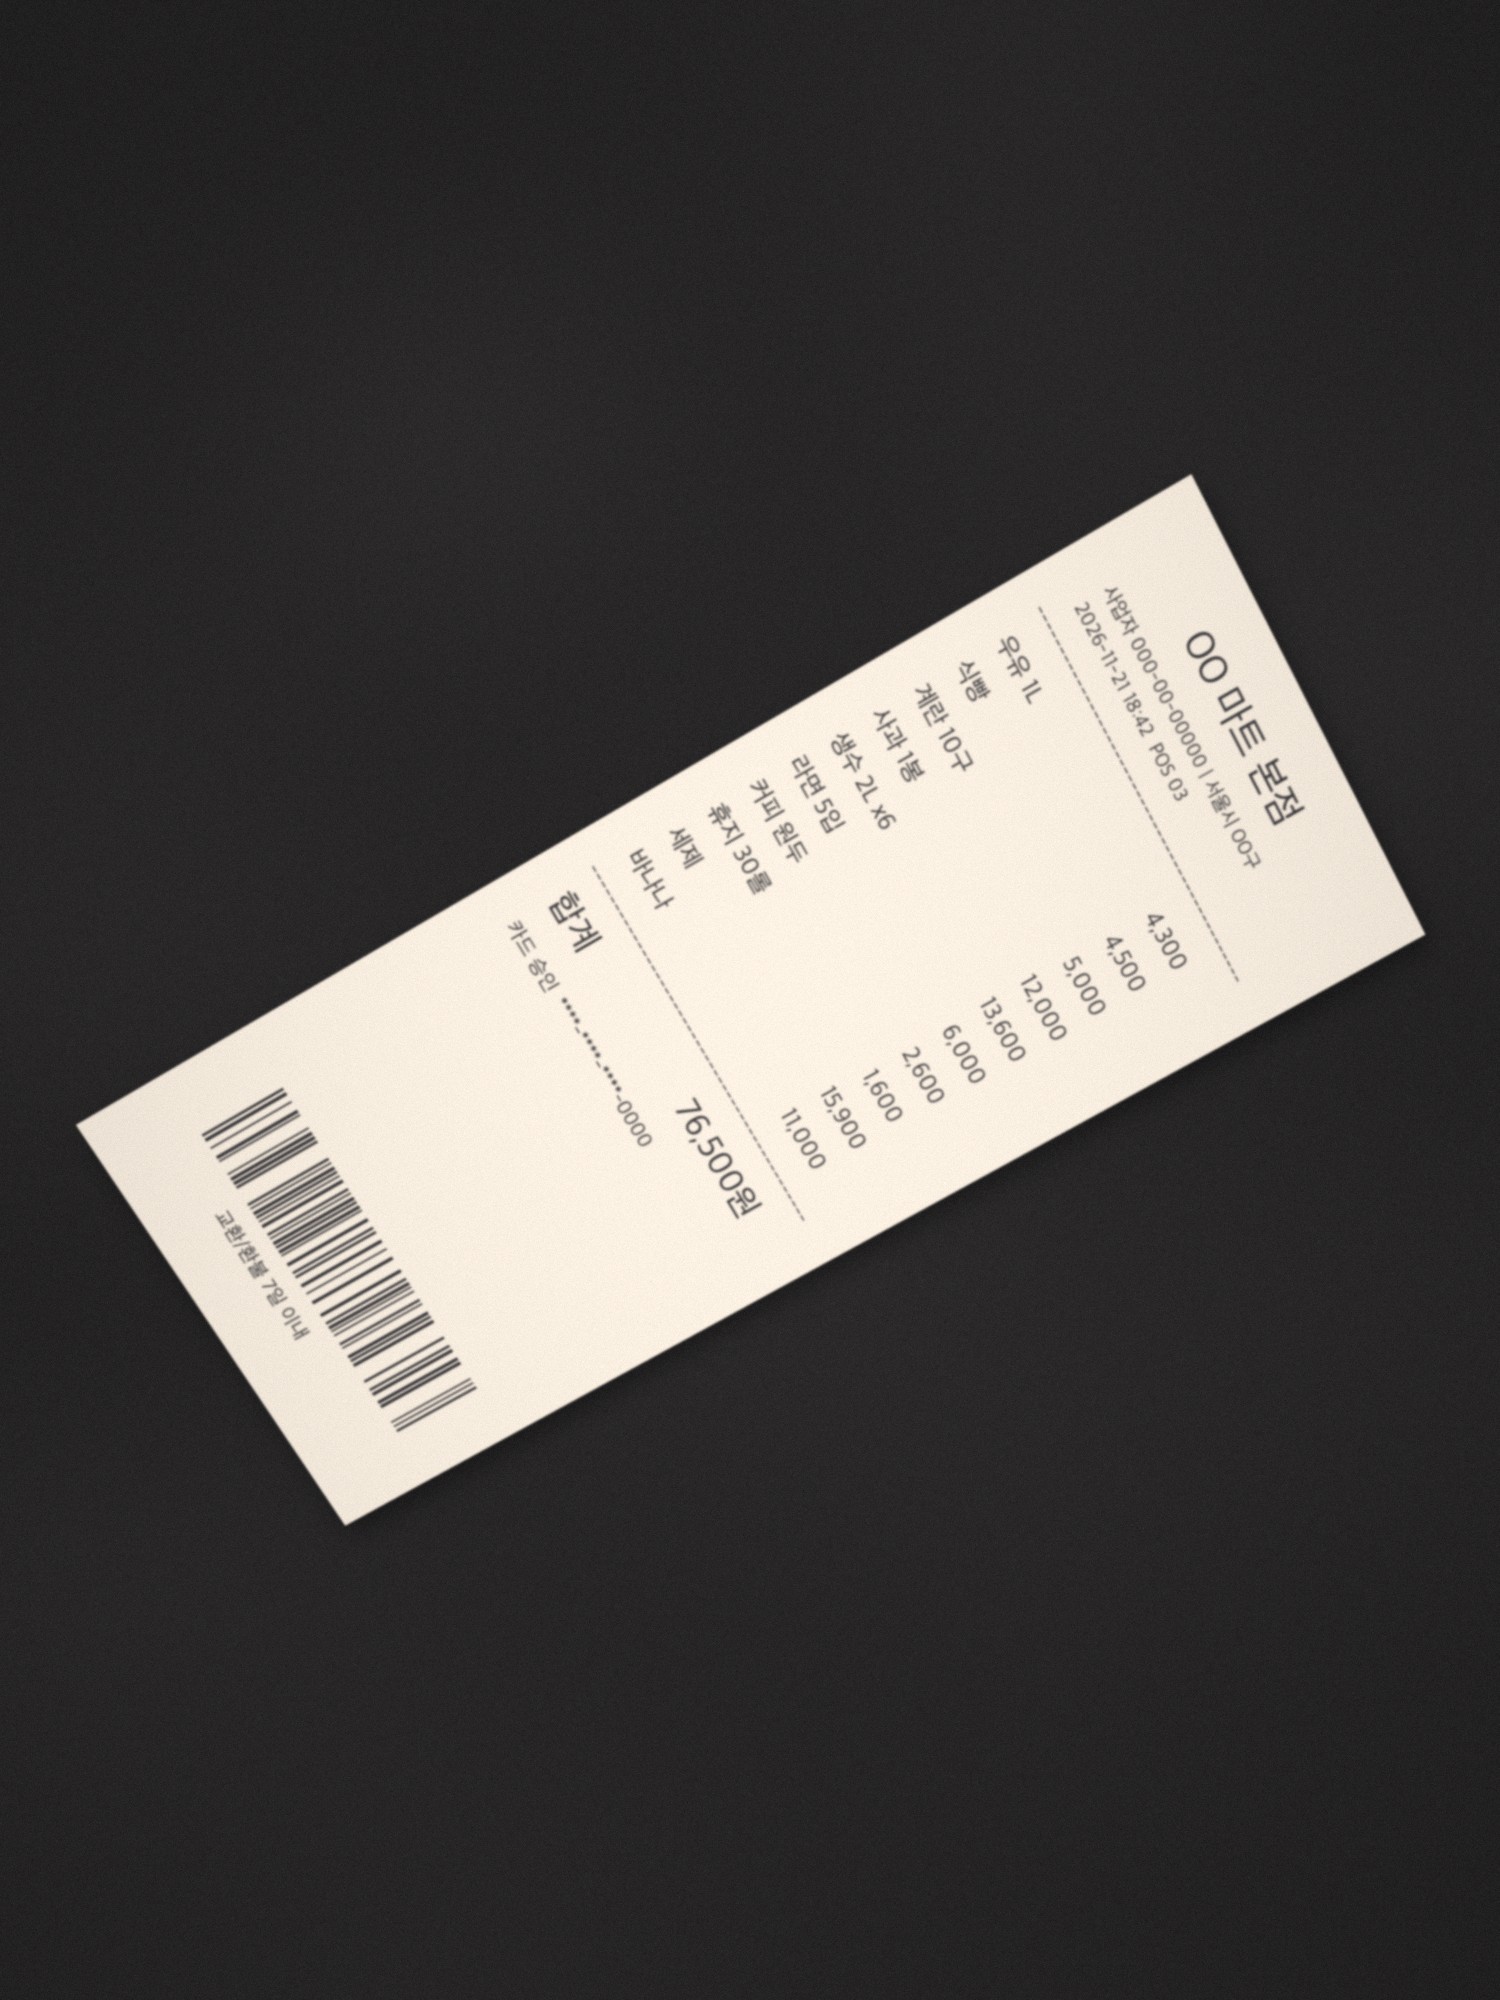 OO 마트 본점
사업자 000-00-00000 | 서울시 OO구
2026-11-21 18:42 POS 03
우유 1L 4,300
식빵 4,500
계란 10구 5,000
사과 1봉 12,000
생수 2L x6 13,600
라면 5입 6,000
커피 원두 2,600
휴지 30롤 1,600
세제 15,900
바나나 11,000
합계 76,500원
카드 승인 ****-****-****-0000
교환/환불 7일 이내